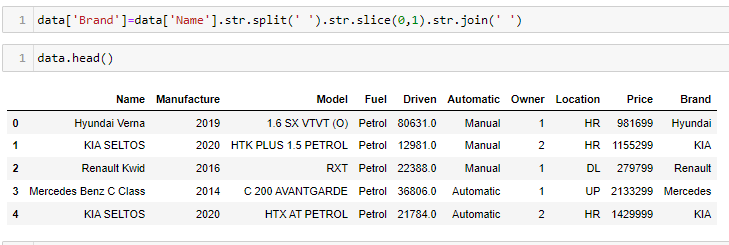 1 data['Brand']=data['Name'].str.split(' ').str.slice(0,1).str.join(' ')
1 data.head()
Name Manufacture Model Fuel Driven Automatic Owner Location Price Brand
0 Hyundai Verna 2019 1.6 SX VTVT (O) Petrol 80631.0 Manual 1 HR 981699 Hyundai
1 KIA SELTOS 2020 HTK PLUS 1.5 PETROL Petrol 12981.0 Manual 2 HR 1155299 KIA
2 Renault Kwid 2016 RXT Petrol 22388.0 Manual 1 DL 279799 Renault
3 Mercedes Benz C Class 2014 C 200 AVANTGARDE Petrol 36806.0 Automatic 1 UP 2133299 Mercedes
4 KIA SELTOS 2020 HTX AT PETROL Petrol 21784.0 Automatic 2 HR 1429999 KIA